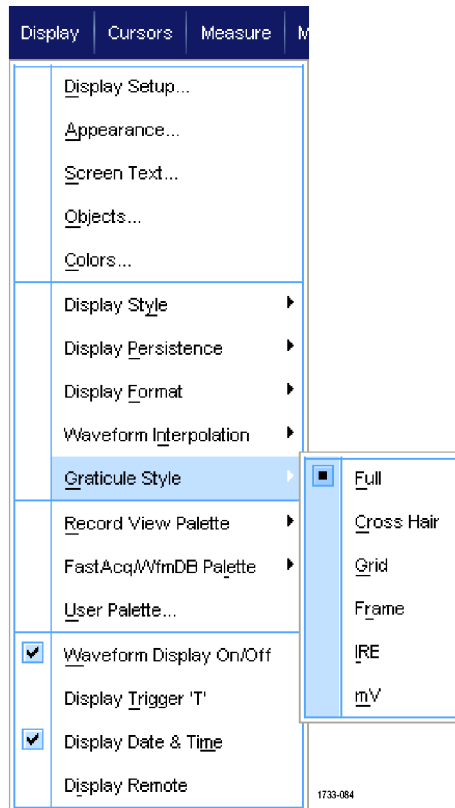 Display Cursors Measure M
Display Setup...
Appearance...
Screen Text...
Objects...
Colors...
Display Style
Display Persistence
Display Format
Waveform Interpolation
Graticule Style
Full
Cross Hair
Grid
Frame
IRE
mV
Record View Palette
FastAcq/WfmDB Palette
User Palette...
Waveform Display On/Off
Display Trigger 'T'
Display Date & Time
Display Remote
1733-084